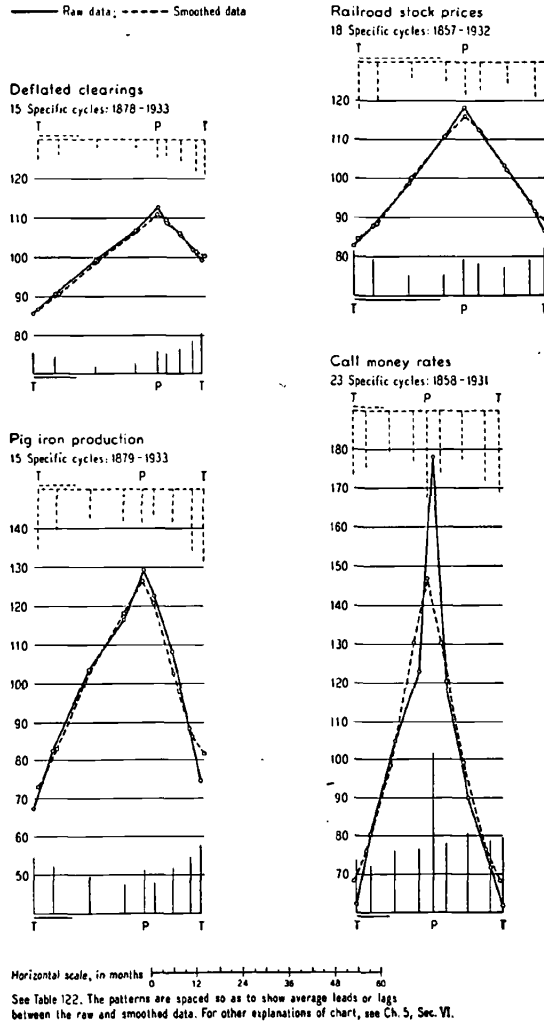 Raw data; Smoothed data
Deflated clearings
15 Specific cycles: 1878-1933
T P T
120
110
100
90
80
T P T
Pig iron production
15 Specific cycles: 1879-1933
T P T
140
130
120
110
100
90
80
70
60
50
T P T
Railroad stock prices
18 Specific cycles: 1857-1932
T P
120
110
100
90
80
T P T
Call money rates
23 Specific cycles: 1858-1931
T P T
180
170
160
150
140
130
120
110
100
90
80
70
T P T
Horizontal scale, in months 0 12 24 36 48 60
See Table 122. The patterns are spaced so as to show average leads or lags
between the raw and smoothed data. For other explanations of chart, see Ch. 5, Sec. VI.